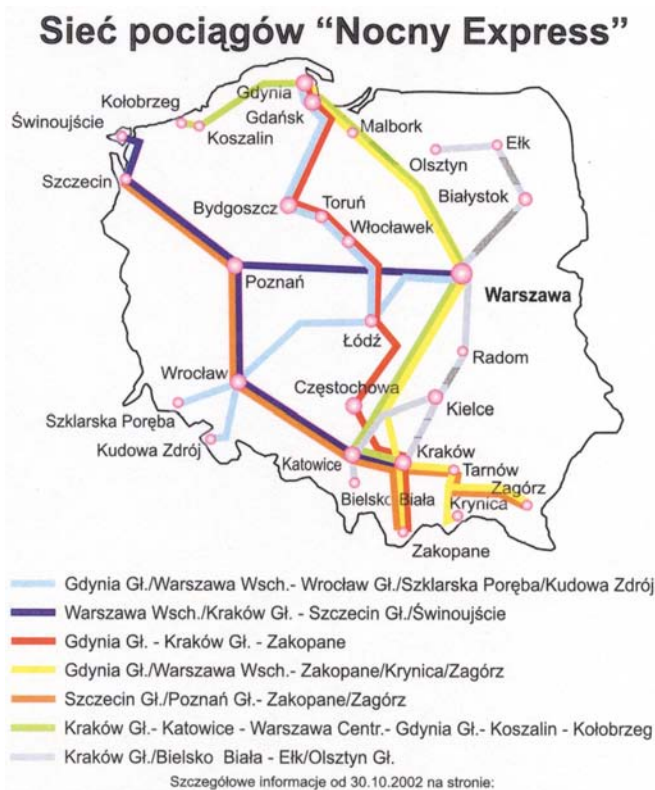 Sieć pociągów “Nocny Express”
Gdynia
Kołobrzeg
Gdańsk
Świnoujście
Koszalin
Malbork
Ełk
Olsztyn
Szczecin
Białystok
Bydgoszcz
Toruń
Włocławek
Poznań
Warszawa
Łódź
Radom
Wrocław
Częstochowa
Szklarska Poręba
Kielce
Kudowa Zdrój
Katowice
Kraków
Tarnów
Zagórz
Bielsko Biała
Krynica
Zakopane
Gdynia Gł./Warszawa Wsch.- Wrocław Gł./Szklarska Poręba/Kudowa Zdrój
Warszawa Wsch./Kraków Gł. - Szczecin Gł./Świnoujście
Gdynia Gł. - Kraków Gł. - Zakopane
Gdynia Gł./Warszawa Wsch.- Zakopane/Krynica/Zagórz
Szczecin Gł./Poznań Gł.- Zakopane/Zagórz
Kraków Gł.- Katowice - Warszawa Centr.- Gdynia Gł.- Koszalin - Kołobrzeg
Kraków Gł./Bielsko Biała - Ełk/Olsztyn Gł.
Szczegółowe informacje od 30.10.2002 na stronie: